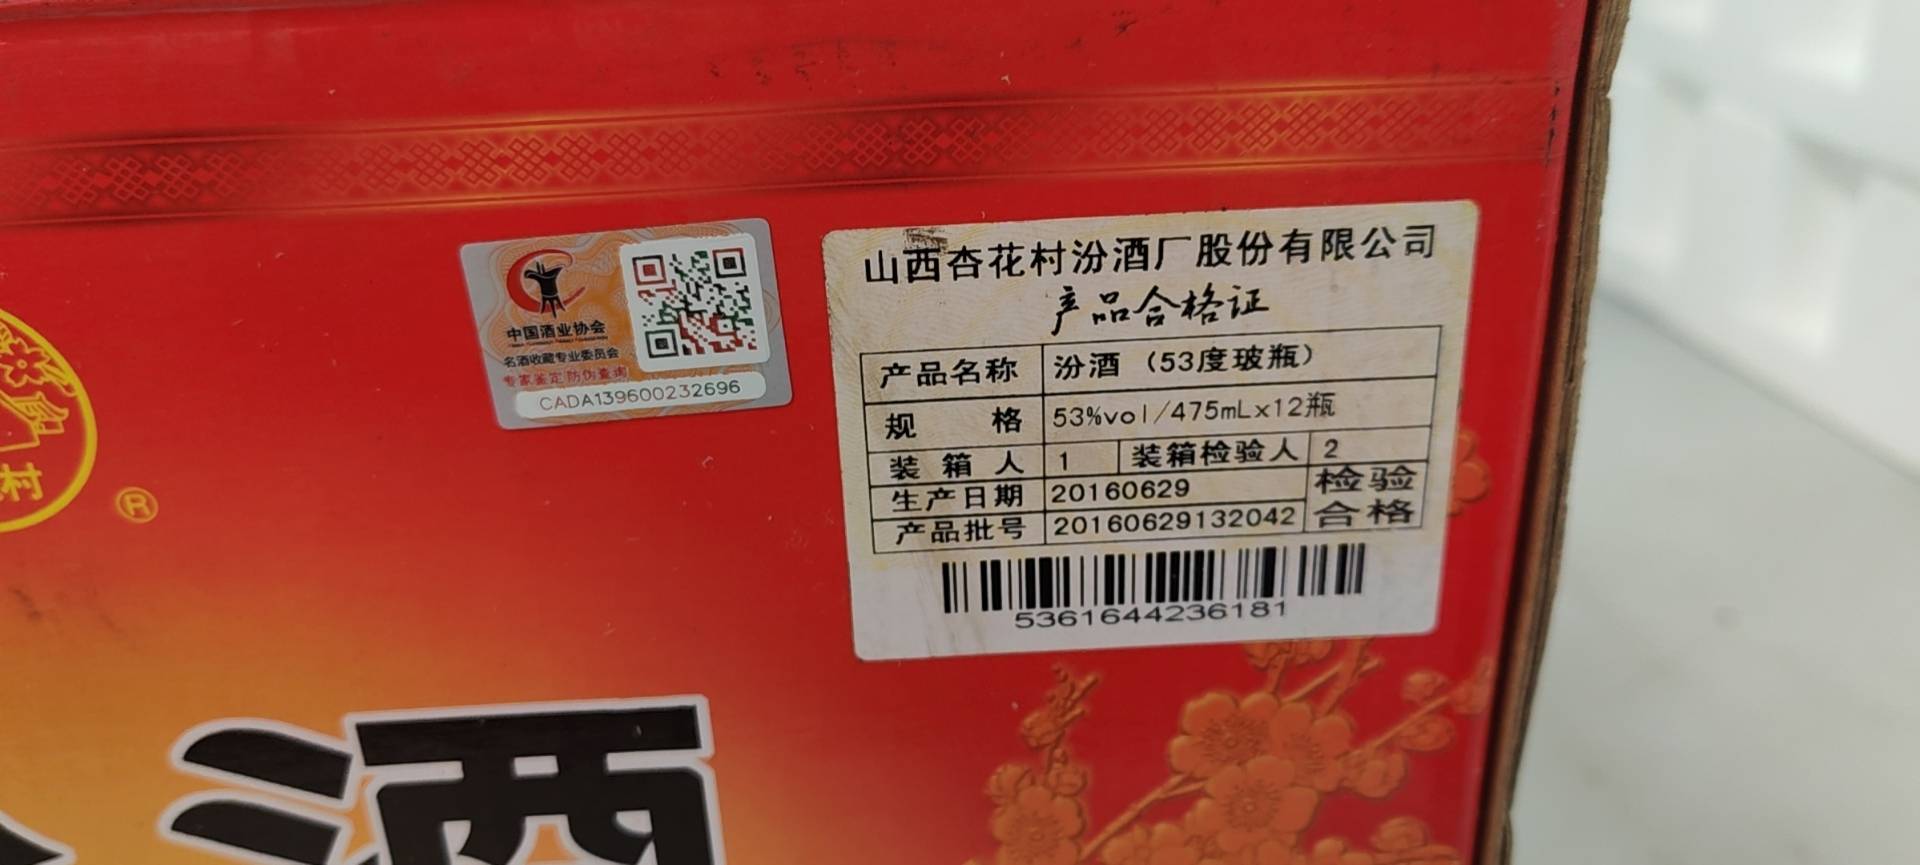 村
®
中国酒业协会
名酒收藏专业委员会
专家鉴定 防伪查询
CADA139600232696
山西杏花村汾酒厂股份有限公司
产品合格证
产品名称 汾酒（53度玻瓶）
规 格 53%vol/475mLx12瓶
装 箱 人 1 装箱检验人 2
生产日期 20160629 检验
产品批号 20160629132042 合格
5361644236181
酒